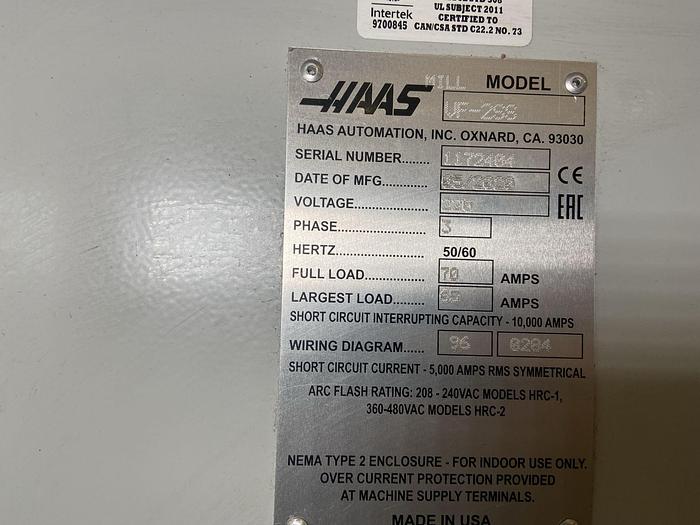 UL SUBJECT 2011
Intertek CERTIFIED TO
9700845 CAN/CSA STD C22.2 NO. 73
HAAS MILL MODEL
VF-2SS
HAAS AUTOMATION, INC. OXNARD, CA. 93030
SERIAL NUMBER........ 1172404
DATE OF MFG............. 05/2020 CE
VOLTAGE..................... EAC
PHASE......................... 3
HERTZ......................... 50/60
FULL LOAD................. 70 AMPS
LARGEST LOAD.......... AMPS
SHORT CIRCUIT INTERRUPTING CAPACITY - 10,000 AMPS
WIRING DIAGRAM...... 96 8284
SHORT CIRCUIT CURRENT - 5,000 AMPS RMS SYMMETRICAL
ARC FLASH RATING: 208 - 240VAC MODELS HRC-1,
360-480VAC MODELS HRC-2
NEMA TYPE 2 ENCLOSURE - FOR INDOOR USE ONLY.
OVER CURRENT PROTECTION PROVIDED
AT MACHINE SUPPLY TERMINALS.
MADE IN USA